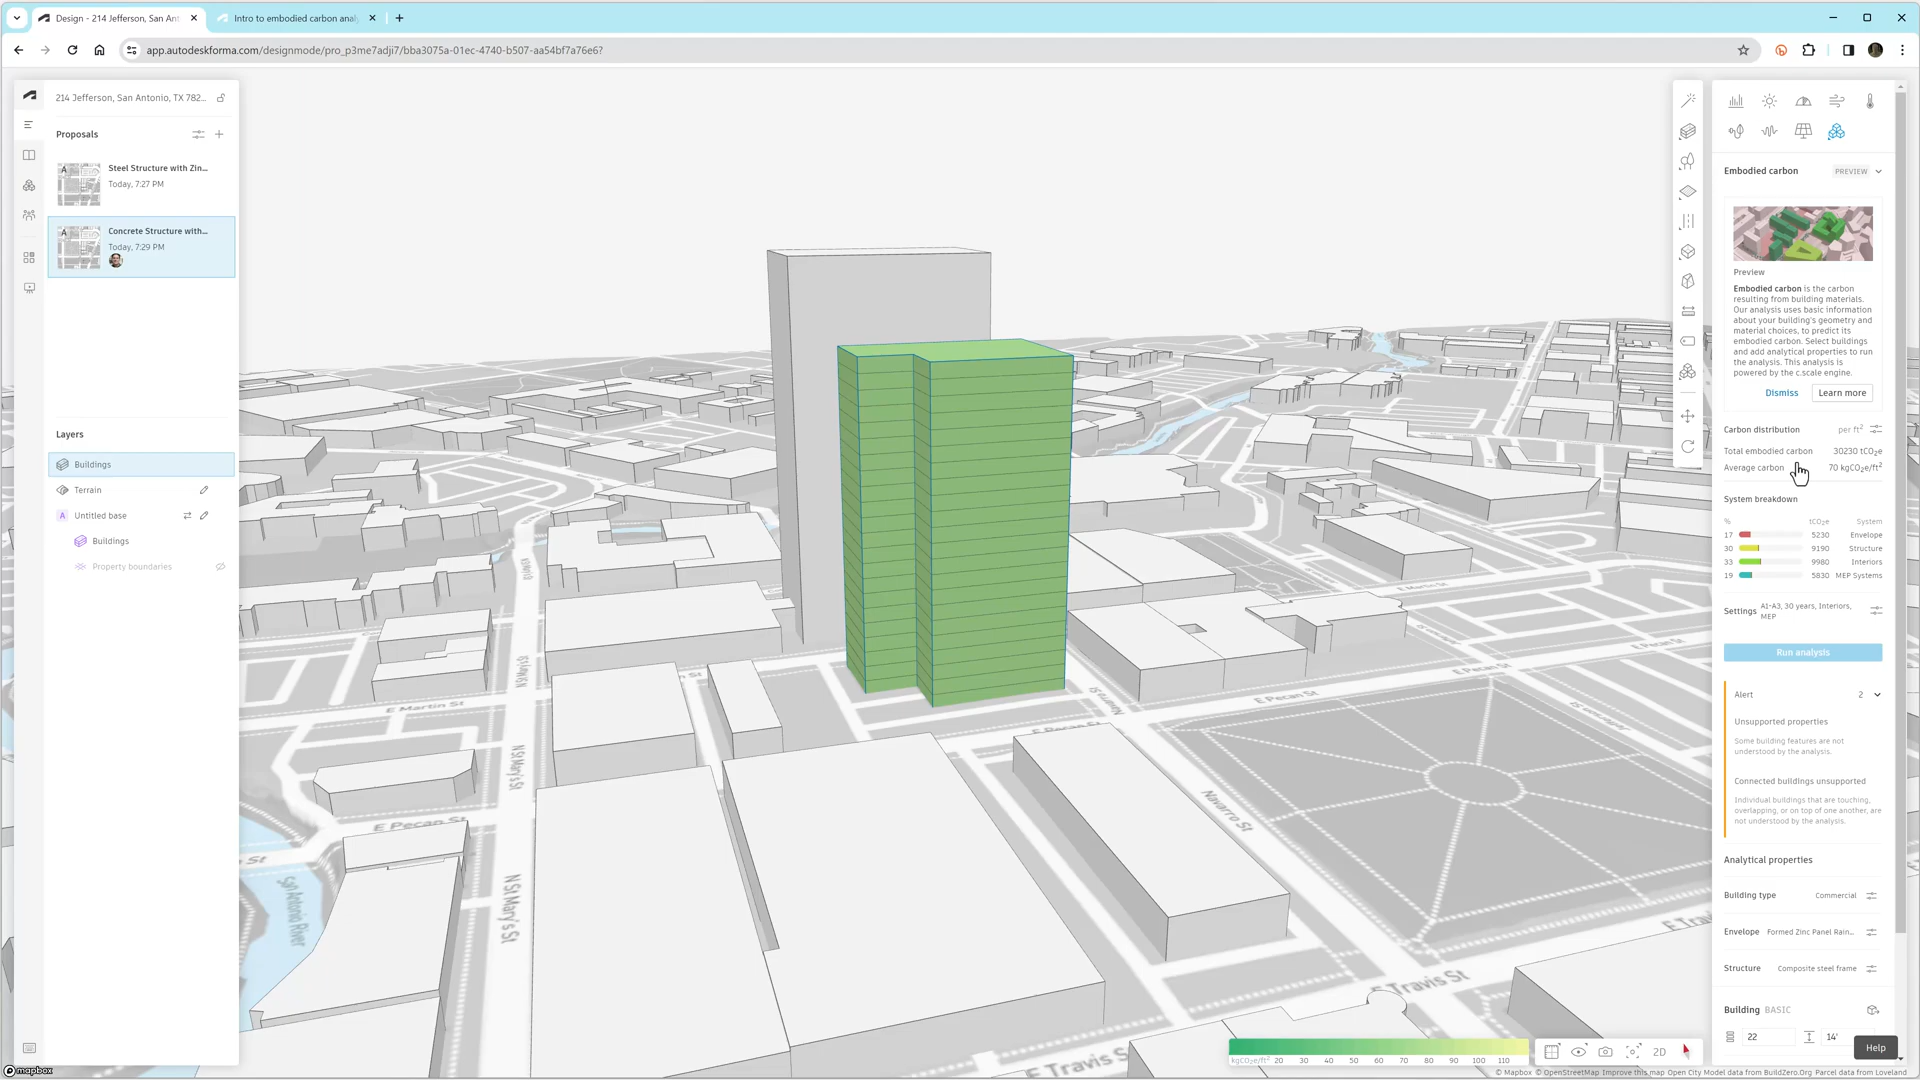 Design - 214 Jefferson, San Ant
Intro to embodied carbon anal
app.autodeskforma.com/designmode/pro_p3me7adji7/bba3075a-01ec-4740-b507-aa54bf7a76e6?
214 Jefferson, San Antonio, TX 782...
Proposals
A
Steel Structure with Zin...
Today, 7:27 PM
A
Concrete Structure with...
Today, 7:29 PM
Layers
Buildings
Terrain
A Untitled base
Buildings
Property boundaries
E Martin St
N St Mary's St
E Pecan St
San Antonio River
N St Mary's St
E Pecan St
E Pecan St
Navarro St
E Travis St
E Travis St
Embodied carbon PREVIEW
Preview
Embodied carbon is the carbon
resulting from building materials.
Our analysis uses basic information
about your building's geometry and
material choices, to predict its
embodied carbon. Select buildings
and add analytical properties to run
the analysis. This analysis is
powered by the c.scale engine.
Dismiss Learn more
Carbon distribution per ft²
Total embodied carbon 30230 tCO₂e
Average carbon 70 kgCO₂e/ft²
System breakdown
% tCO₂e System
17 5230 Envelope
30 9190 Structure
33 9980 Interiors
19 5830 MEP Systems
Settings A1-A3, 30 years, Interiors,
MEP
Run analysis
Alert 2
Unsupported properties
Some building features are not
understood by the analysis.
Connected buildings unsupported
Individual buildings that are touching,
overlapping, or on top of one another, are
not understood by the analysis.
Analytical properties
Building type Commercial
Envelope Formed Zinc Panel Rain...
Structure Composite steel frame
Building BASIC
22 14'
Help
kgCO₂e/ft² 20 30 40 50 60 70 80 90 100 110
2D
mapbox
© Mapbox © OpenStreetMap Improve this map Open City Model data from BuildZero.Org Parcel data from Loveland